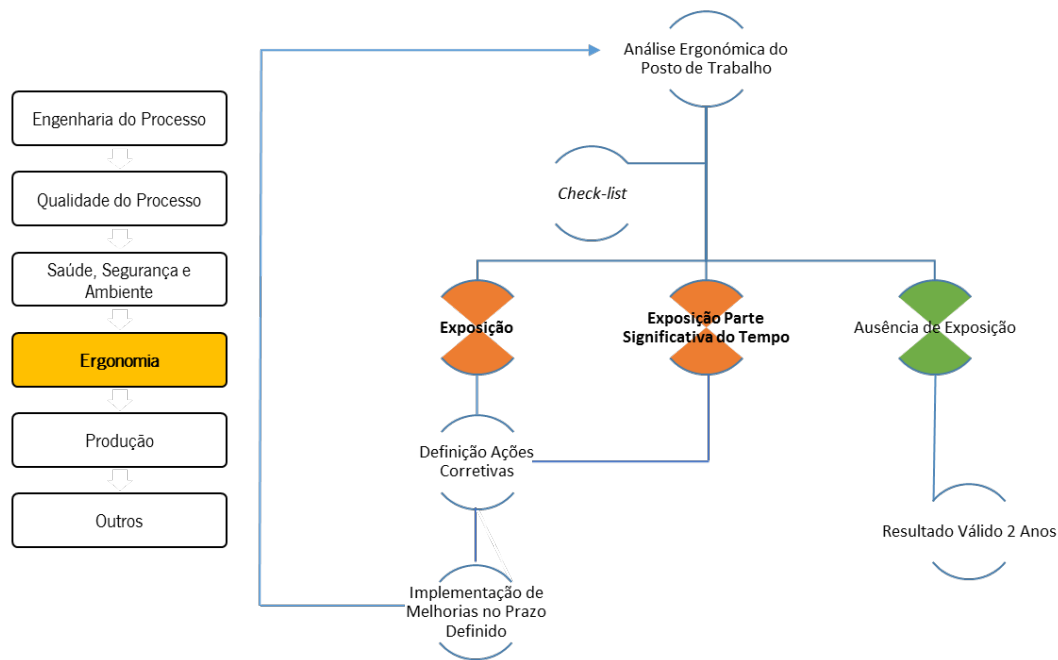 Engenharia do Processo
Qualidade do Processo
Saúde, Segurança e
Ambiente
Ergonomia
Produção
Outros
Análise Ergonómica do
Posto de Trabalho
Check-list
Exposição
Exposição Parte
Significativa do Tempo
Ausência de Exposição
Definição Ações
Corretivas
Resultado Válido 2 Anos
Implementação de
Melhorias no Prazo
Definido